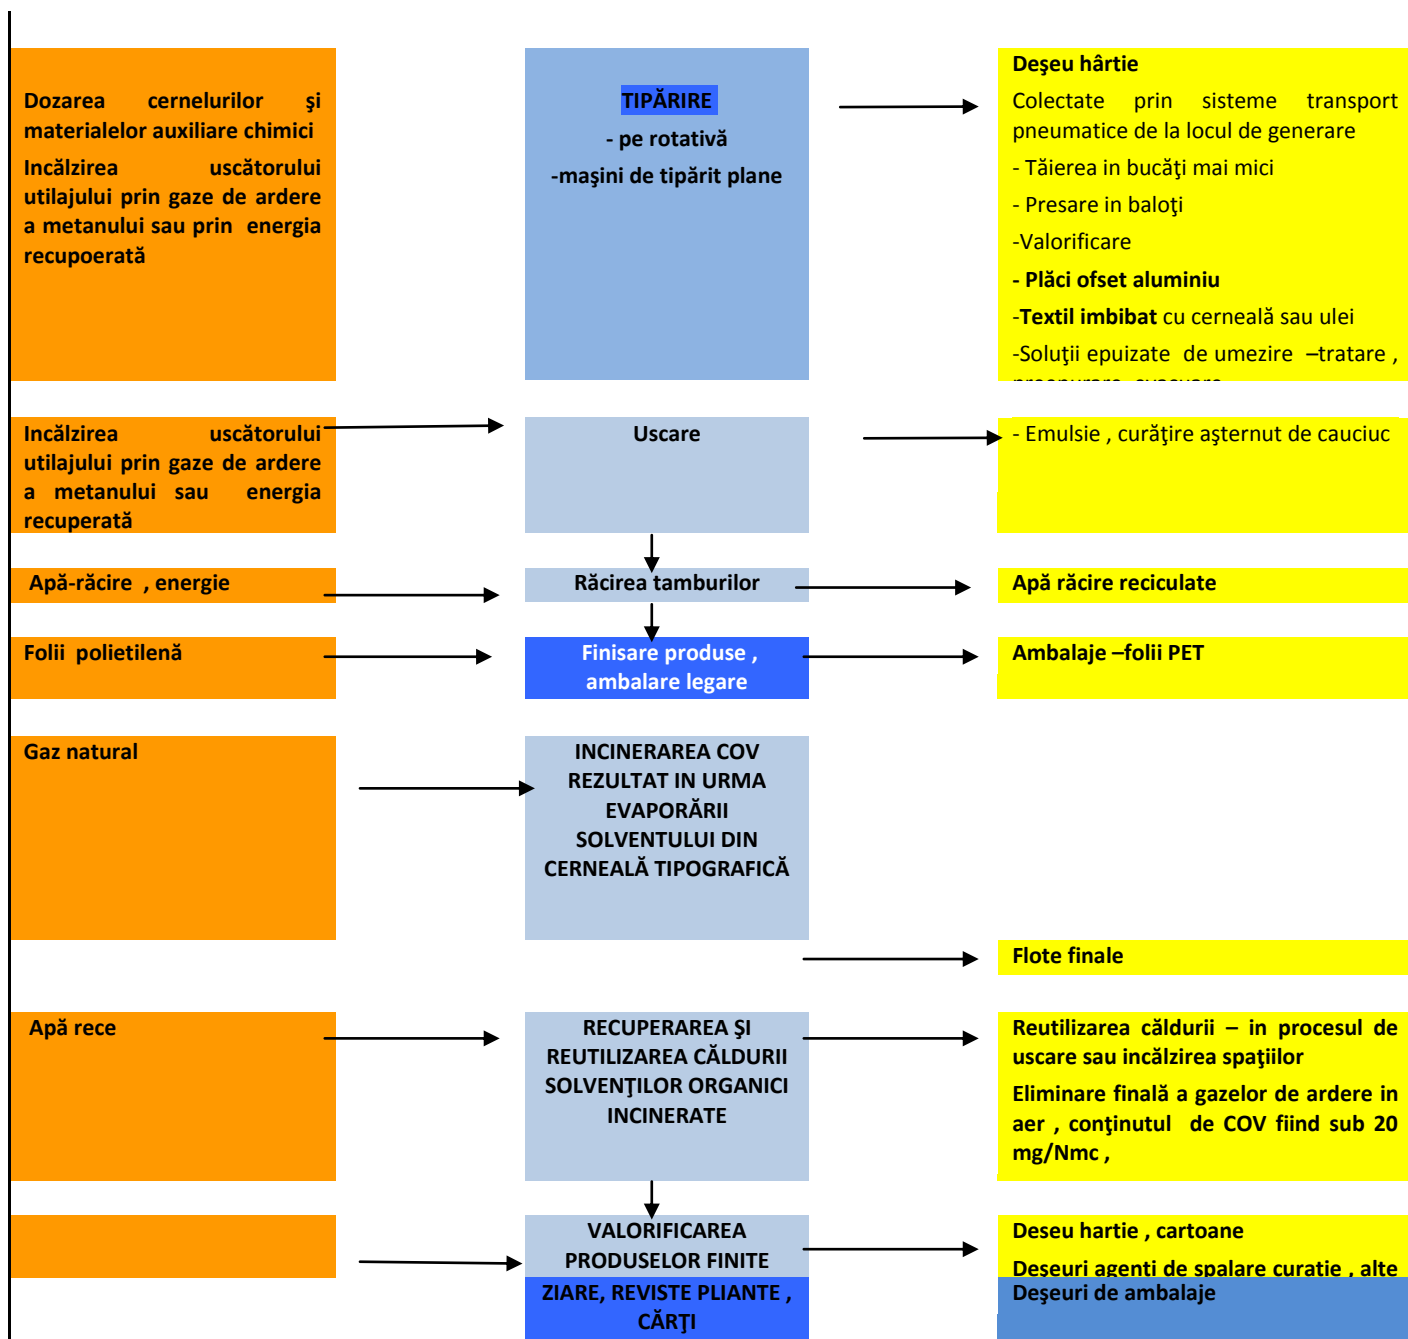 Dozarea cernelurilor şi
materialelor auxiliare chimici
Incălzirea uscătorului
utilajului prin gaze de ardere
a metanului sau prin energia
recupoerată
TIPĂRIRE
- pe rotativă
-maşini de tipărit plane
Deşeu hârtie
Colectate prin sisteme transport
pneumatice de la locul de generare
- Tăierea in bucăţi mai mici
- Presare in baloţi
-Valorificare
- Plăci ofset aluminiu
-Textil imbibat cu cerneală sau ulei
-Soluţii epuizate de umezire –tratare ,
Incălzirea uscătorului
utilajului prin gaze de ardere
a metanului sau energia
recuperată
Uscare
- Emulsie , curăţire aşternut de cauciuc
Apă-răcire , energie
Răcirea tamburilor
Apă răcire reciculate
Folii polietilenă
Finisare produse ,
ambalare legare
Ambalaje –folii PET
Gaz natural
INCINERAREA COV
REZULTAT IN URMA
EVAPORĂRII
SOLVENTULUI DIN
CERNEALĂ TIPOGRAFICĂ
Flote finale
Apă rece
RECUPERAREA ŞI
REUTILIZAREA CĂLDURII
SOLVENŢILOR ORGANICI
INCINERATE
Reutilizarea căldurii – in procesul de
uscare sau incălzirea spaţiilor
Eliminare finală a gazelor de ardere in
aer , conţinutul de COV fiind sub 20
mg/Nmc ,
VALORIFICAREA
PRODUSELOR FINITE
ZIARE, REVISTE PLIANTE ,
CĂRŢI
Deseu hartie , cartoane
Deseuri agenti de spalare curatie , alte
Deşeuri de ambalaje